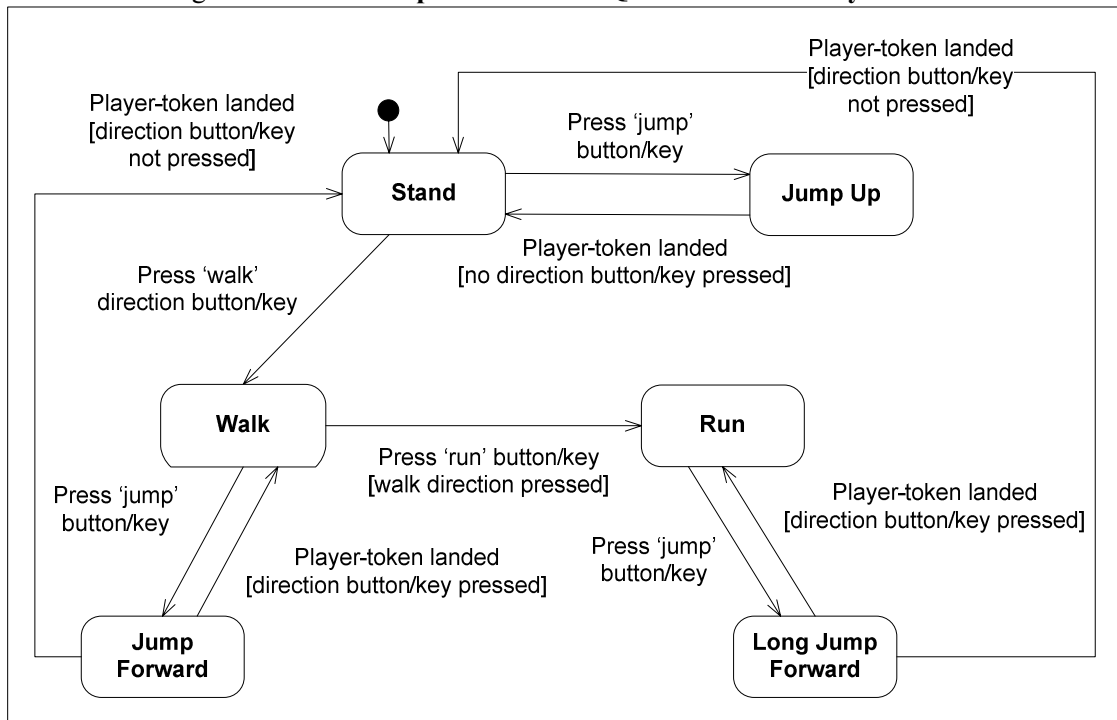 Player-token landed
[direction button/key
not pressed]
Player-token landed
[direction button/key
not pressed]
Press ‘jump’
button/key
Stand
Jump Up
Player-token landed
[no direction button/key pressed]
Press ‘walk’
direction button/key
Walk
Run
Press ‘run’ button/key
[walk direction pressed]
Press ‘jump’
button/key
Player-token landed
[direction button/key pressed]
Press ‘jump’
button/key
Player-token landed
[direction button/key pressed]
Jump
Forward
Long Jump
Forward